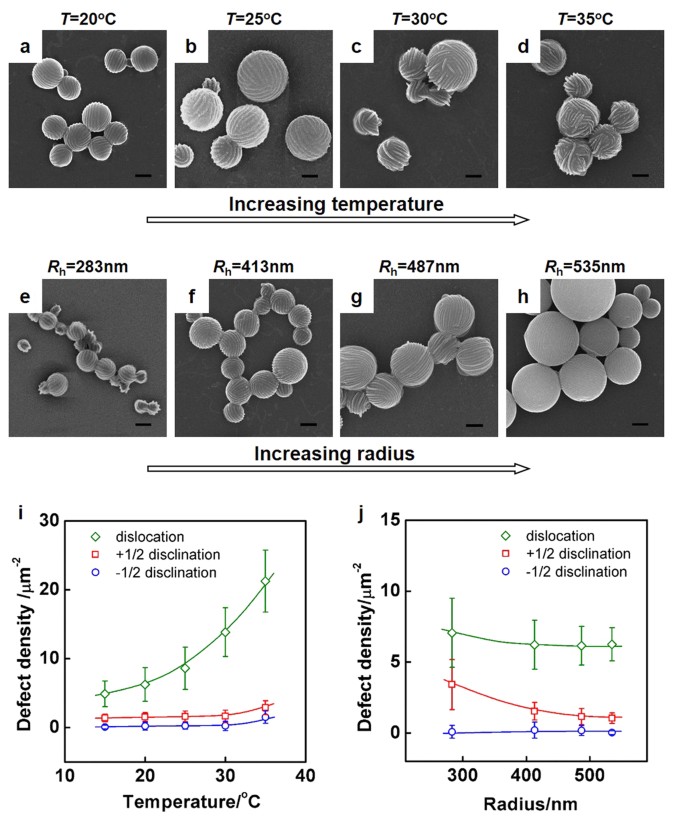 T=20°C T=25°C T=30°C T=35°C
a b c d
Increasing temperature
Rh=283nm Rh=413nm Rh=487nm Rh=535nm
e f g h
Increasing radius
i
30
20
10
0
10 20 30 40
Defect density /μm-2
Temperature/°C
dislocation
+1/2 disclination
-1/2 disclination
j
15
10
5
0
300 400 500
Defect density/μm-2
Radius/nm
dislocation
+1/2 disclination
-1/2 disclination